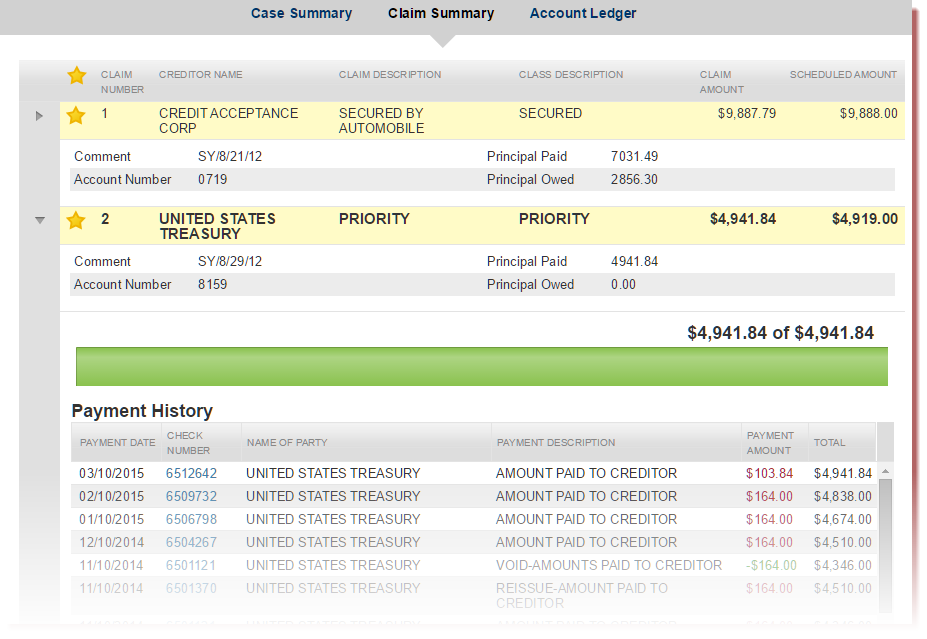 Case Summary Claim Summary Account Ledger
CLAIM NUMBER CREDITOR NAME CLAIM DESCRIPTION CLASS DESCRIPTION CLAIM AMOUNT SCHEDULED AMOUNT
1 CREDIT ACCEPTANCE CORP SECURED BY AUTOMOBILE SECURED $9,887.79 $9,888.00
Comment SY/8/21/12 Principal Paid 7031.49
Account Number 0719 Principal Owed 2856.30
2 UNITED STATES TREASURY PRIORITY PRIORITY $4,941.84 $4,919.00
Comment SY/8/29/12 Principal Paid 4941.84
Account Number 8159 Principal Owed 0.00
$4,941.84 of $4,941.84
Payment History
PAYMENT DATE CHECK NUMBER NAME OF PARTY PAYMENT DESCRIPTION PAYMENT AMOUNT TOTAL
03/10/2015 6512642 UNITED STATES TREASURY AMOUNT PAID TO CREDITOR $103.84 $4,941.84
02/10/2015 6509732 UNITED STATES TREASURY AMOUNT PAID TO CREDITOR $164.00 $4,838.00
01/10/2015 6506798 UNITED STATES TREASURY AMOUNT PAID TO CREDITOR $164.00 $4,674.00
12/10/2014 6504267 UNITED STATES TREASURY AMOUNT PAID TO CREDITOR $164.00 $4,510.00
11/10/2014 6501121 UNITED STATES TREASURY VOID-AMOUNTS PAID TO CREDITOR -$164.00 $4,346.00
11/10/2014 6501370 UNITED STATES TREASURY REISSUE-AMOUNT PAID TO CREDITOR $164.00 $4,510.00